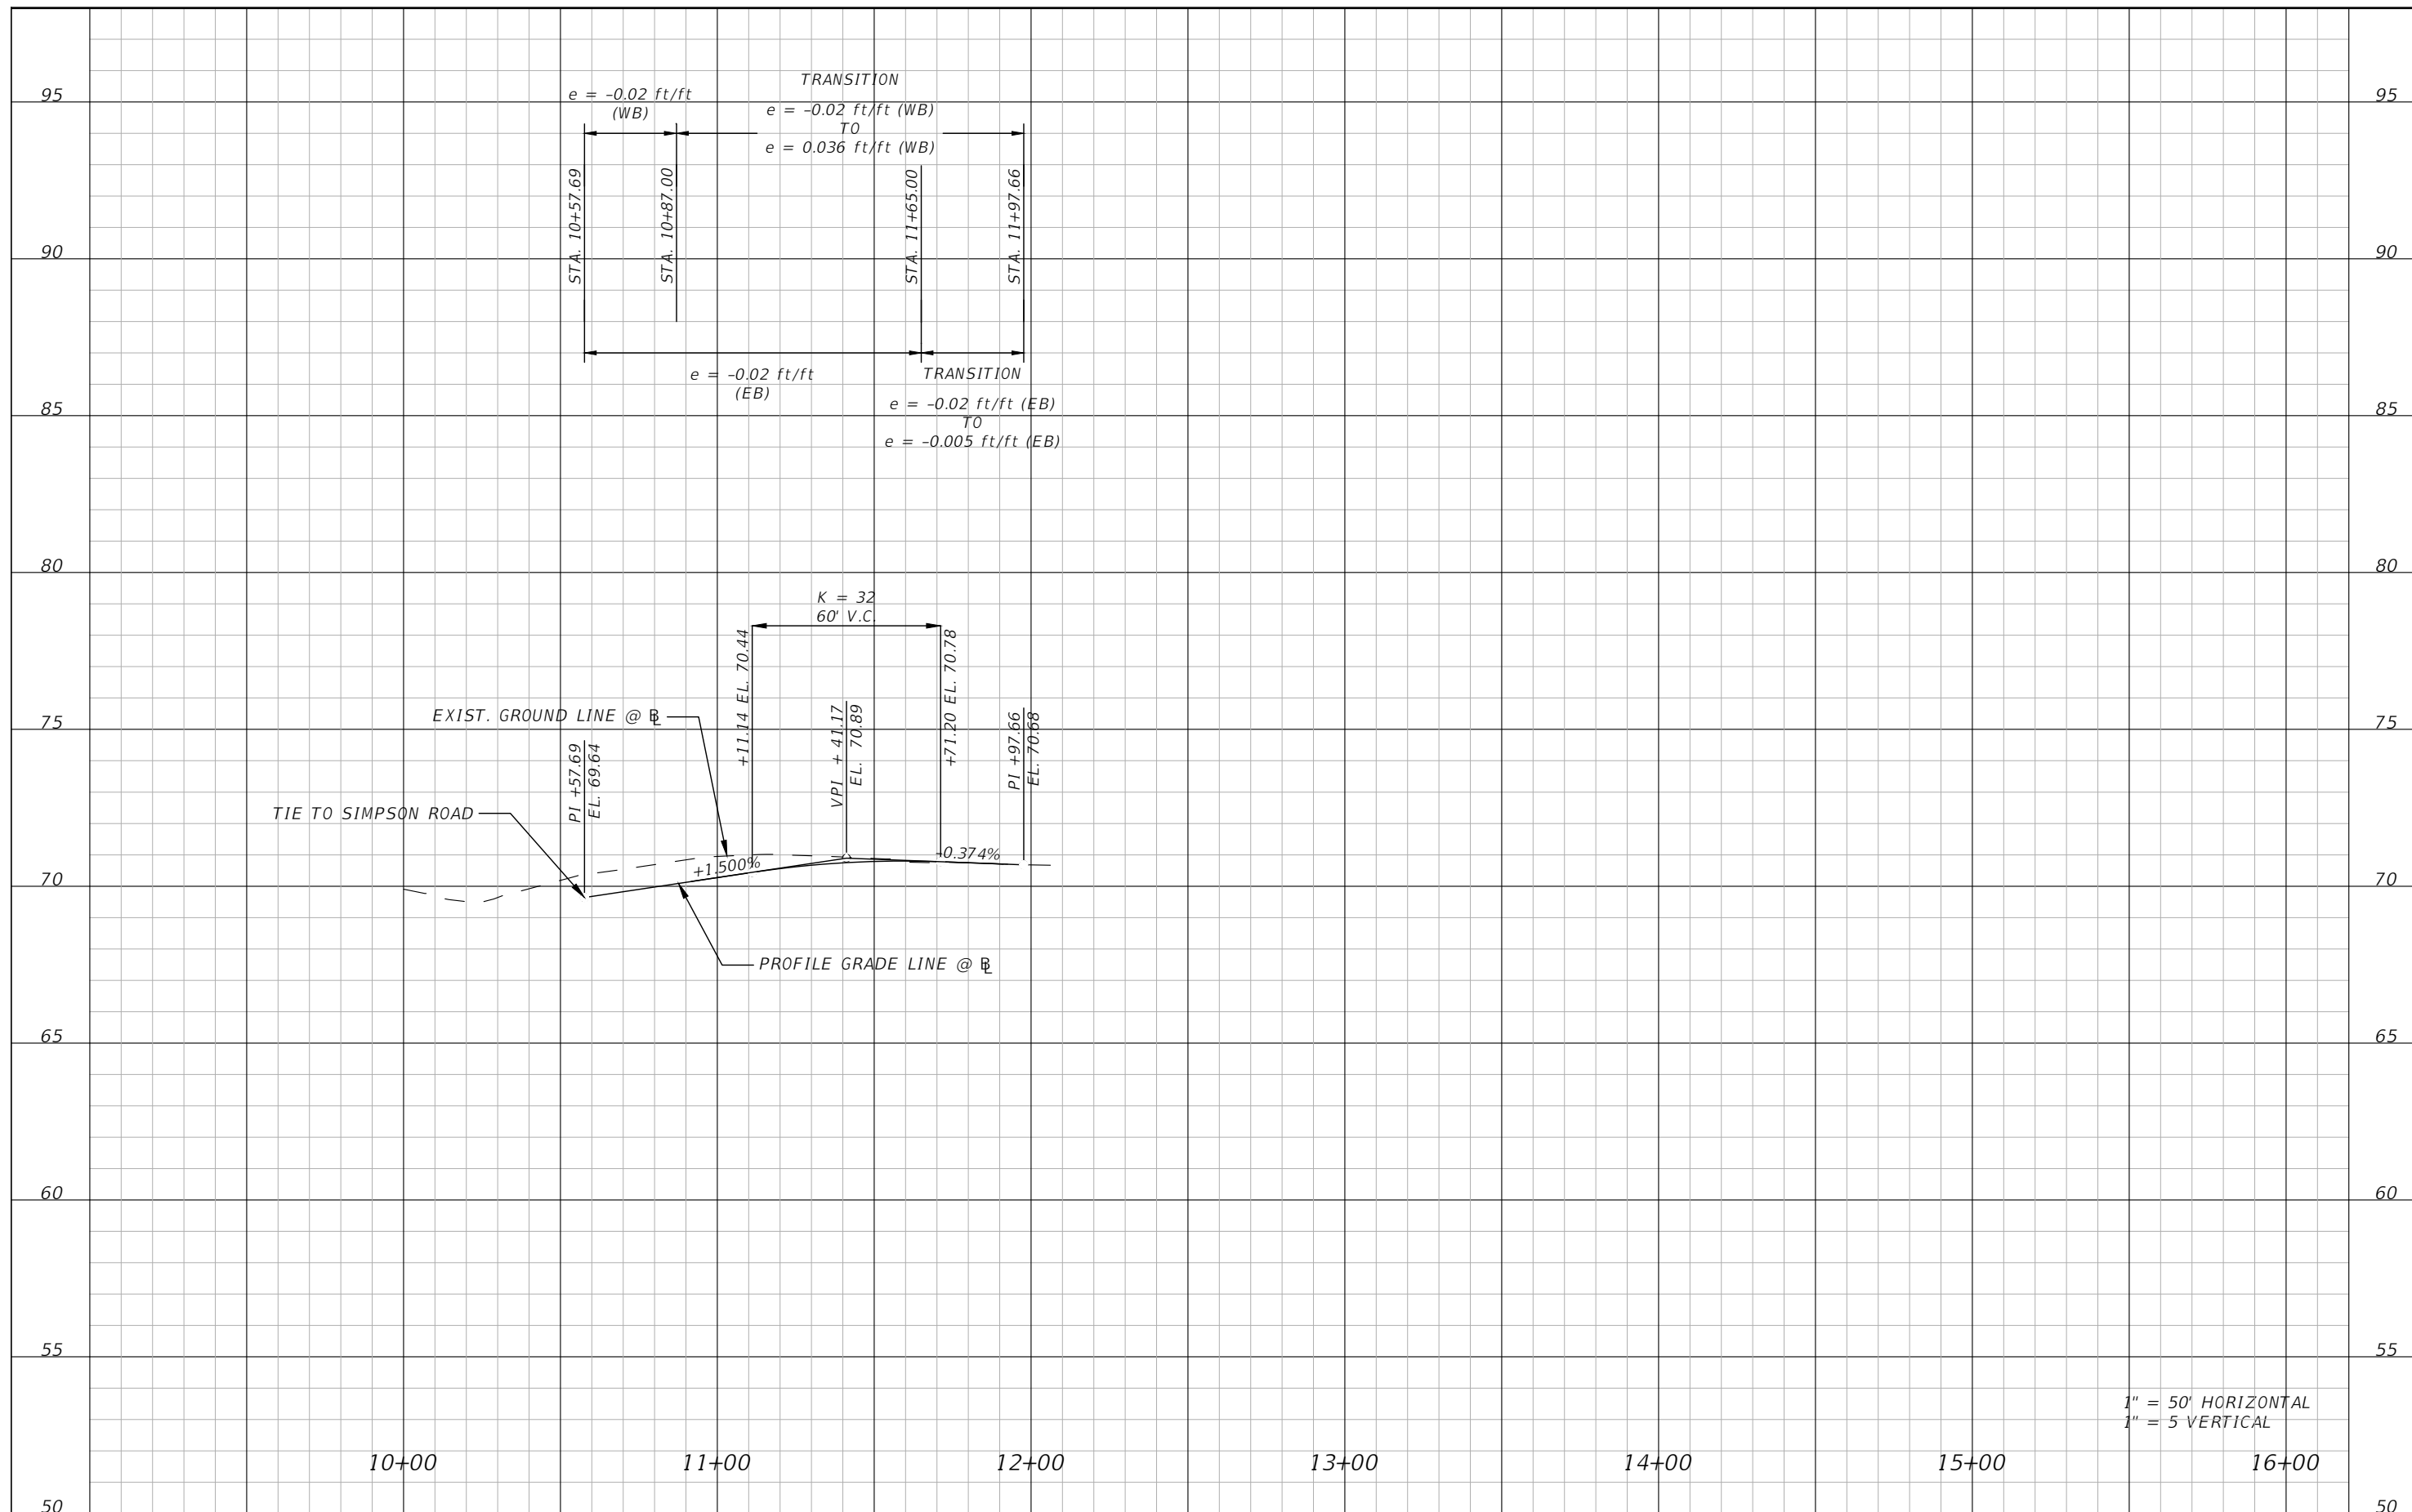 TRANSITION
e = -0.02 ft/ft
(WB)
e = -0.02 ft/ft (WB)
TO
e = 0.036 ft/ft (WB)
95
95
STA. 10+57.69
STA. 10+87.00
STA. 11+65.00
STA. 11+97.66
90
90
e = -0.02 ft/ft
(EB)
TRANSITION
e = -0.02 ft/ft (EB)
TO
e = -0.005 ft/ft (EB)
85
85
80
80
K = 32
60' V.C.
+11.14 EL. 70.44
+71.20 EL. 70.78
VPI + 41.17
EL. 70.89
PI +97.66
EL. 70.68
EXIST. GROUND LINE @ BL
75
75
PI +57.69
EL. 69.64
TIE TO SIMPSON ROAD
+1.500%
-0.374%
70
70
PROFILE GRADE LINE @ BL
65
65
60
60
55
55
1" = 50' HORIZONTAL
1" = 5 VERTICAL
10+00
11+00
12+00
13+00
14+00
15+00
16+00
50
50